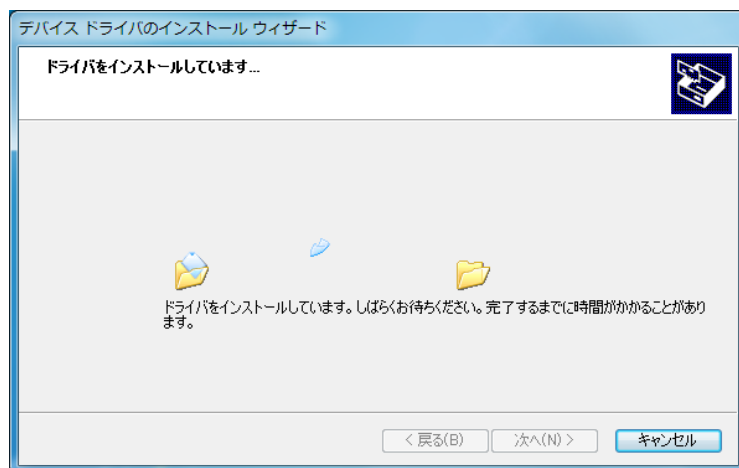 デバイス ドライバのインストール ウィザード
ドライバをインストールしています...
ドライバをインストールしています。しばらくお待ちください。完了するまでに時間がかかることがあり
ます。
< 戻る(B)
次へ(N) >
キャンセル